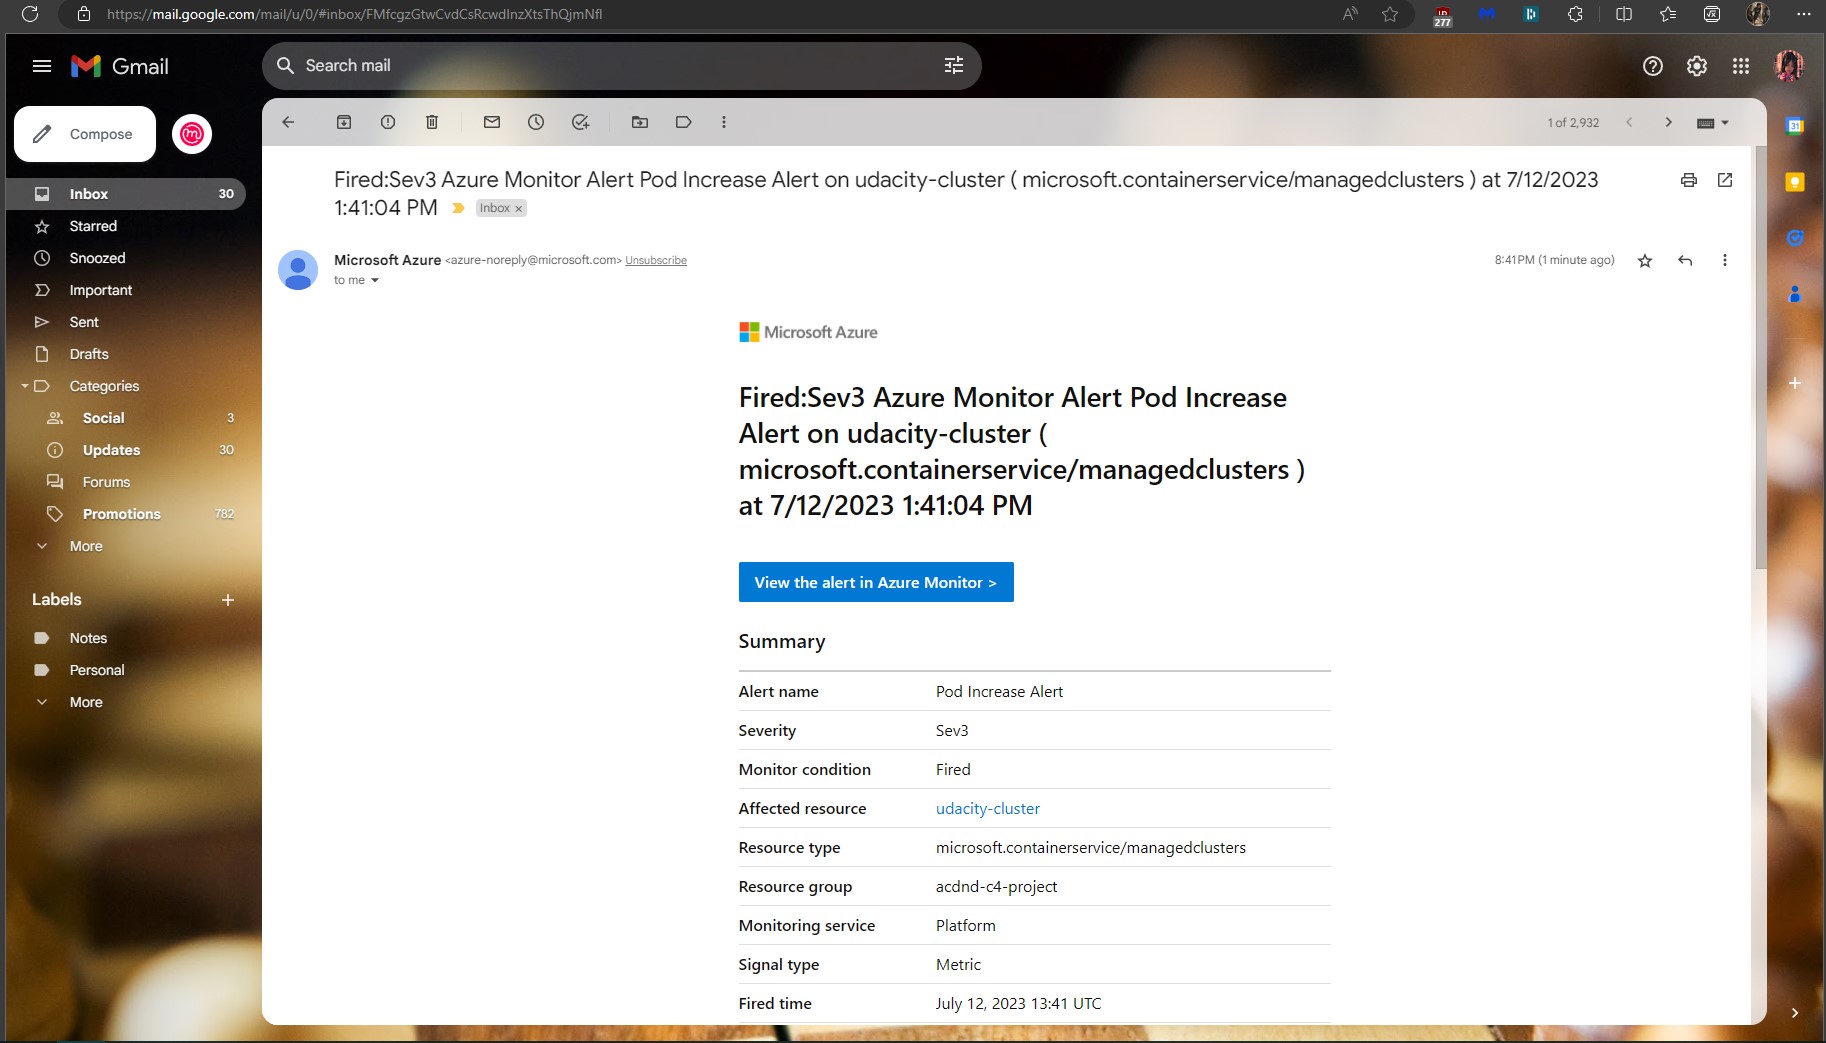 https://mail.google.com/mail/u/0/#inbox/FMfcgzGtwCvdCsRcwdInzXtsThQjmNfl
277
Gmail
Search mail
Compose
1 of 2,932
31
Inbox 30
Starred
Snoozed
Important
Sent
Drafts
Categories
Social 3
Updates 30
Forums
Promotions 782
More
Labels
Notes
Personal
More
Fired:Sev3 Azure Monitor Alert Pod Increase Alert on udacity-cluster ( microsoft.containerservice/managedclusters ) at 7/12/2023
1:41:04 PM Inbox ×
Microsoft Azure <azure-noreply@microsoft.com> Unsubscribe
8:41 PM (1 minute ago)
to me
Microsoft Azure
Fired:Sev3 Azure Monitor Alert Pod Increase
Alert on udacity-cluster (
microsoft.containerservice/managedclusters )
at 7/12/2023 1:41:04 PM
View the alert in Azure Monitor >
Summary
Alert name Pod Increase Alert
Severity Sev3
Monitor condition Fired
Affected resource udacity-cluster
Resource type microsoft.containerservice/managedclusters
Resource group acdnd-c4-project
Monitoring service Platform
Signal type Metric
Fired time July 12, 2023 13:41 UTC